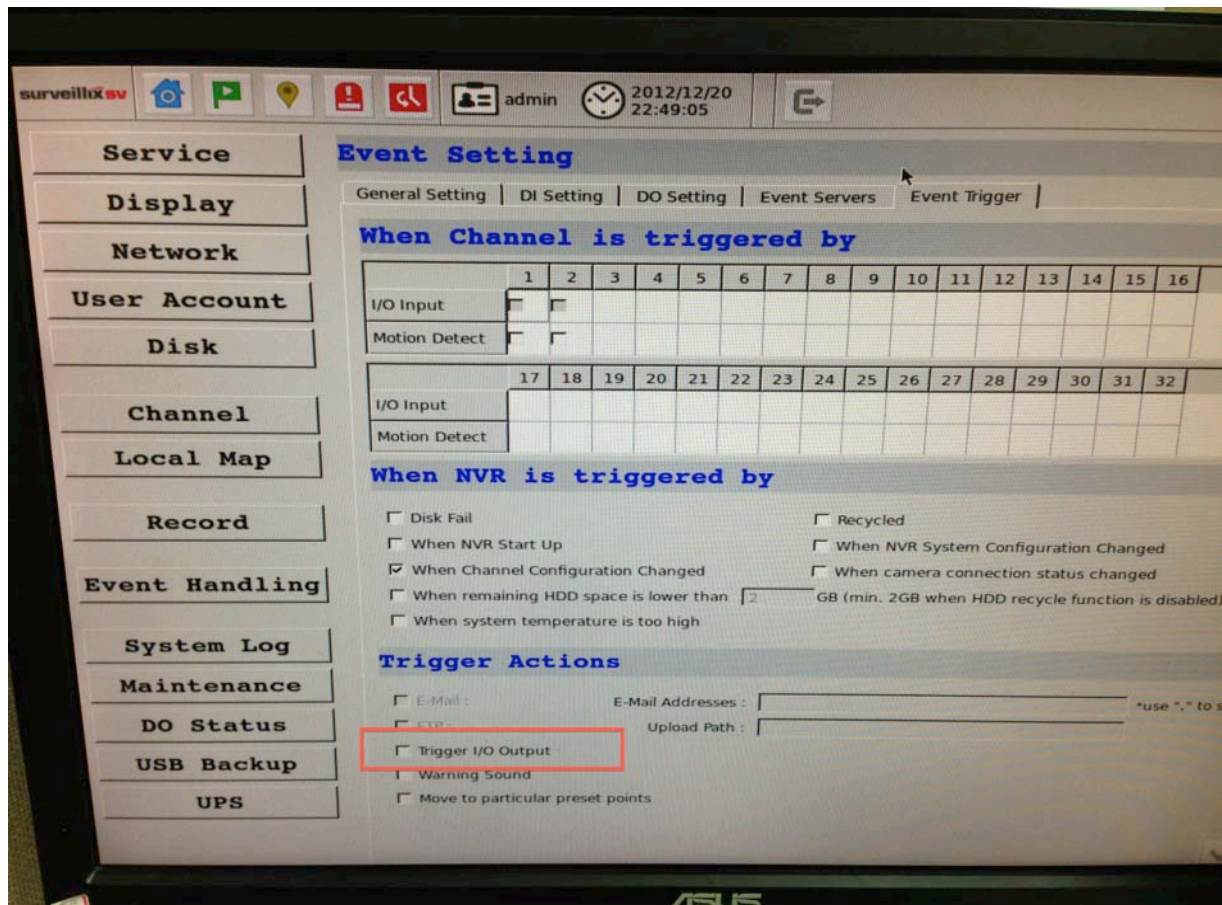 surveillix sv admin 2012/12/20
22:49:05
Service
Display
Network
User Account
Disk
Channel
Local Map
Record
Event Handling
System Log
Maintenance
DO Status
USB Backup
UPS
Event Setting
General Setting DI Setting DO Setting Event Servers Event Trigger
When Channel is triggered by
1 2 3 4 5 6 7 8 9 10 11 12 13 14 15 16
I/O Input
Motion Detect
17 18 19 20 21 22 23 24 25 26 27 28 29 30 31 32
I/O Input
Motion Detect
When NVR is triggered by
Disk Fail Recycled
When NVR Start Up When NVR System Configuration Changed
When Channel Configuration Changed When camera connection status changed
When remaining HDD space is lower than 2 GB (min. 2GB when HDD recycle function is disabled)
When system temperature is too high
Trigger Actions
E-Mail : E-Mail Addresses : *use "," to s
FTP : Upload Path :
Trigger I/O Output
Warning Sound
Move to particular preset points
ASUS